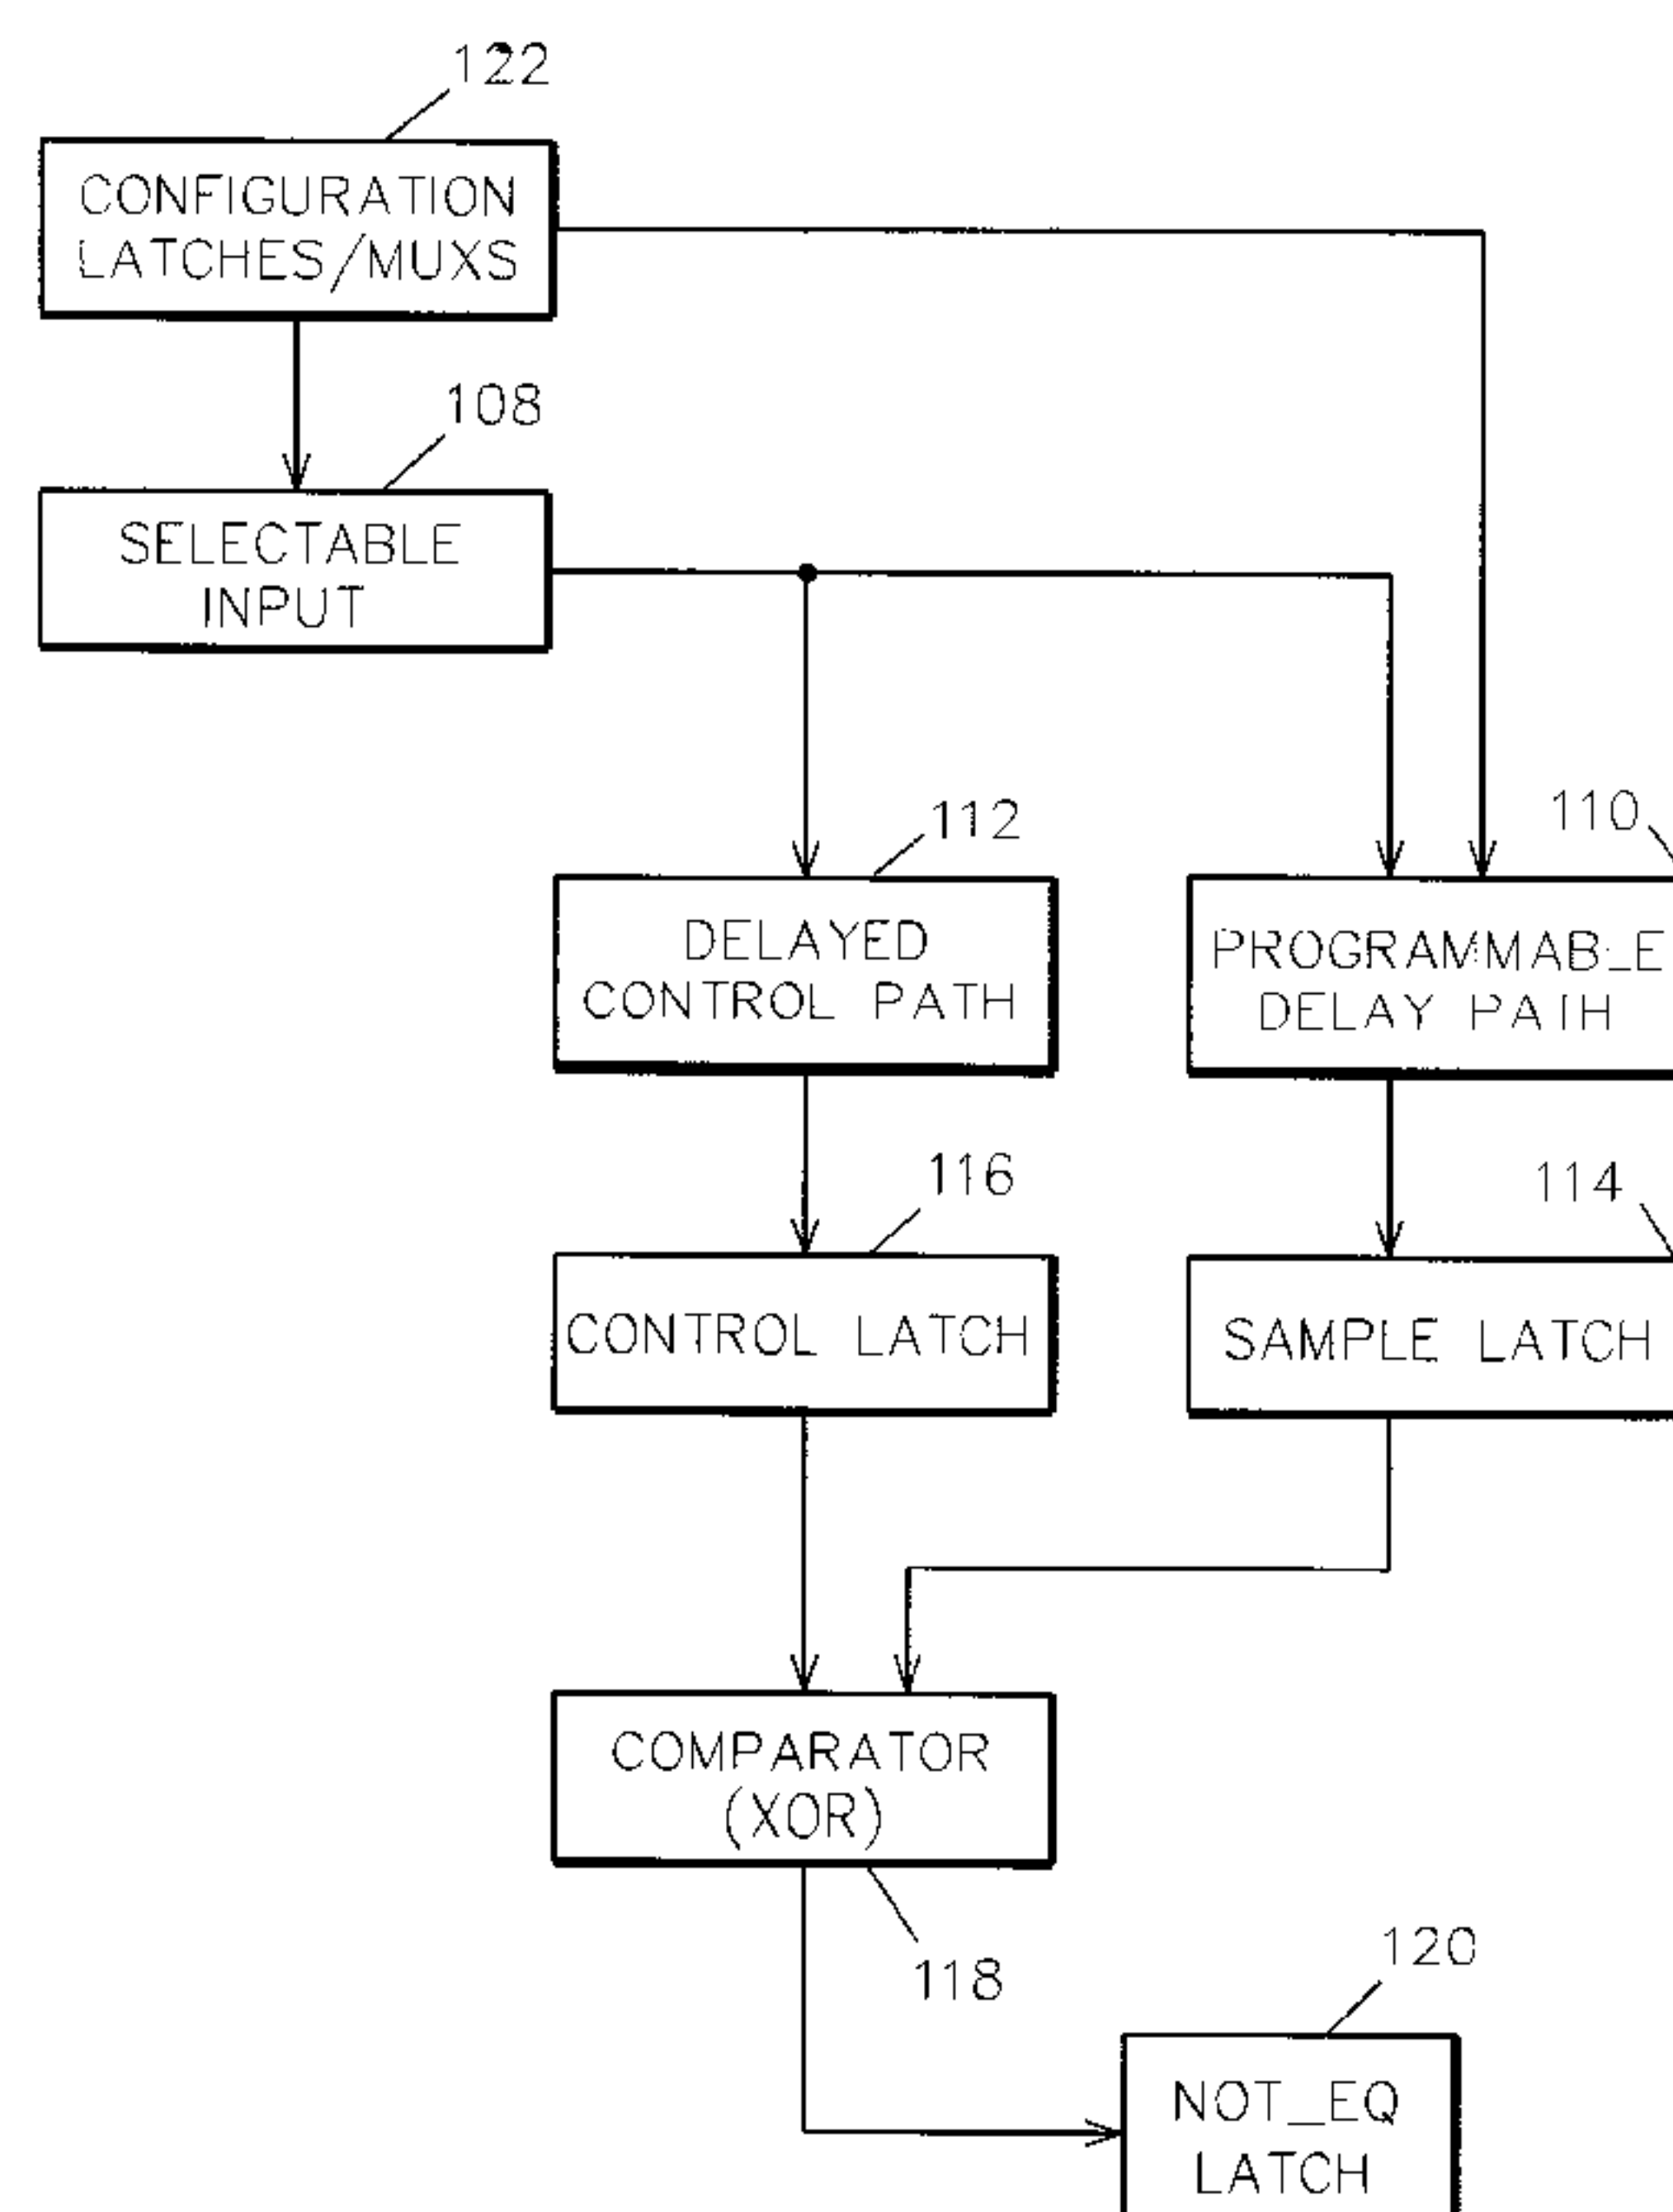 122
CONFIGURATION
LATCHES/MUXS
108
SELECTABLE
INPUT
112
DELAYED
CONTROL PATH
110
PROGRAMMABLE
DELAY PATH
116
CONTROL LATCH
114
SAMPLE LATCH
COMPARATOR
(XOR)
118
120
NOT_EQ
LATCH